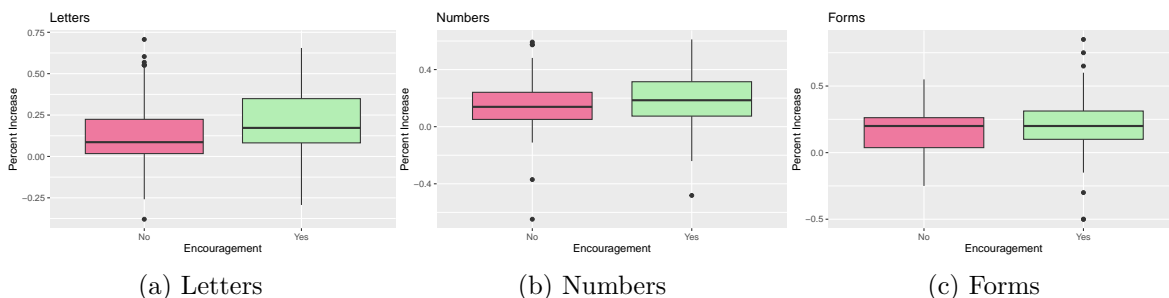 Letters
Percent Increase
0.75
0.50
0.25
0.00
−0.25
No
Yes
Encouragement
(a) Letters
Numbers
Percent Increase
0.4
0.0
−0.4
No
Yes
Encouragement
(b) Numbers
Forms
Percent Increase
0.5
0.0
−0.5
No
Yes
Encouragement
(c) Forms